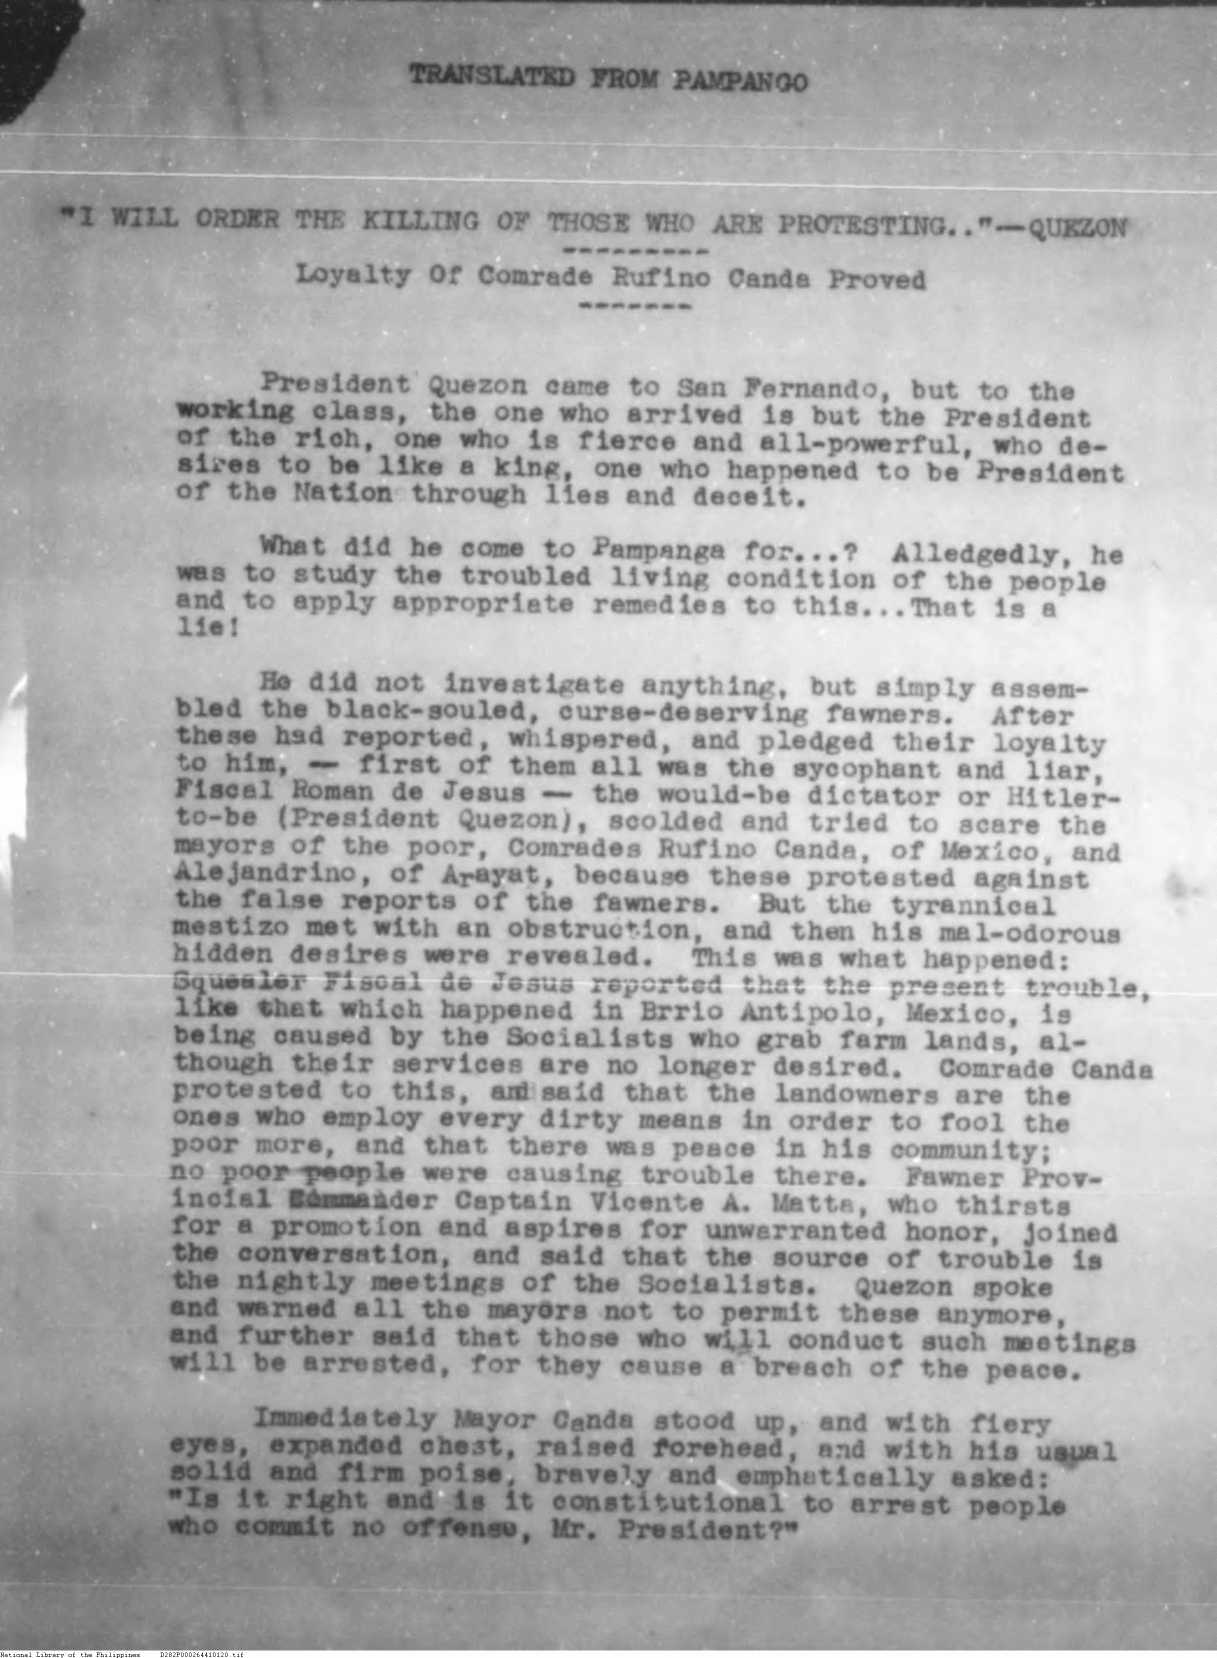 TRANSLATED FROM PAMPANGO
"I WILL ORDER THE KILLING OF THOSE WHO ARE PROTESTING.."—QUEZON
---------
Loyalty Of Comrade Rufino Canda Proved
-------
President Quezon came to San Fernando, but to the
working class, the one who arrived is but the President
of the rich, one who is fierce and all-powerful, who de-
sires to be like a king, one who happened to be President
of the Nation through lies and deceit.
What did he come to Pampanga for...? Alledgedly, he
was to study the troubled living condition of the people
and to apply appropriate remedies to this...That is a
lie!
He did not investigate anything, but simply assem-
bled the black-souled, curse-deserving fawners. After
these had reported, whispered, and pledged their loyalty
to him, — first of them all was the sycophant and liar,
Fiscal Roman de Jesus — the would-be dictator or Hitler-
to-be (President Quezon), scolded and tried to scare the
mayors of the poor, Comrades Rufino Canda, of Mexico, and
Alejandrino, of Arayat, because these protested against
the false reports of the fawners. But the tyrannical
mestizo met with an obstruction, and then his mal-odorous
hidden desires were revealed. This was what happened:
Squealer Fiscal de Jesus reported that the present trouble,
like that which happened in Brrio Antipolo, Mexico, is
being caused by the Socialists who grab farm lands, al-
though their services are no longer desired. Comrade Canda
protested to this, and said that the landowners are the
ones who employ every dirty means in order to fool the
poor more, and that there was peace in his community;
no poor people were causing trouble there. Fawner Prov-
incial Commander Captain Vicente A. Matta, who thirsts
for a promotion and aspires for unwarranted honor, joined
the conversation, and said that the source of trouble is
the nightly meetings of the Socialists. Quezon spoke
and warned all the mayors not to permit these anymore,
and further said that those who will conduct such meetings
will be arrested, for they cause a breach of the peace.
Immediately Mayor Canda stood up, and with fiery
eyes, expanded chest, raised forehead, and with his usual
solid and firm poise, bravely and emphatically asked:
"Is it right and is it constitutional to arrest people
who commit no offense, Mr. President?"
National Library of the Philippines D282P000264410120.tif